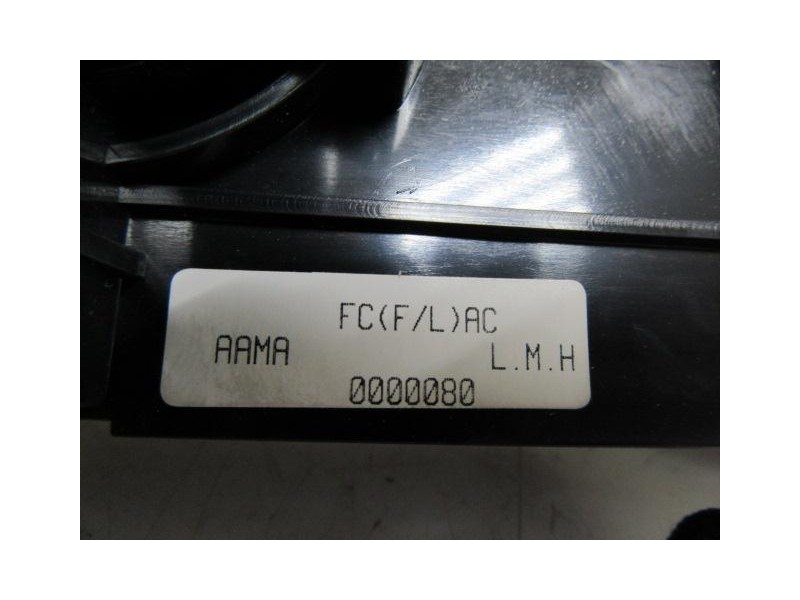 FC(F/L)AC
AAMA L.M.H
0000080